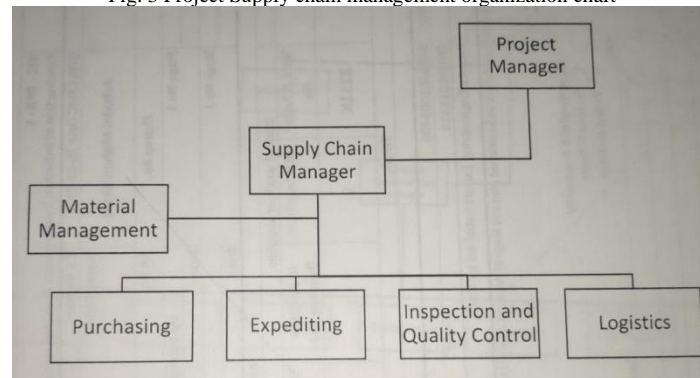 Fig. 3 Project Supply chain management organization chart
Project
Manager
Supply Chain
Manager
Material
Management
Purchasing
Expediting
Inspection and
Quality Control
Logistics